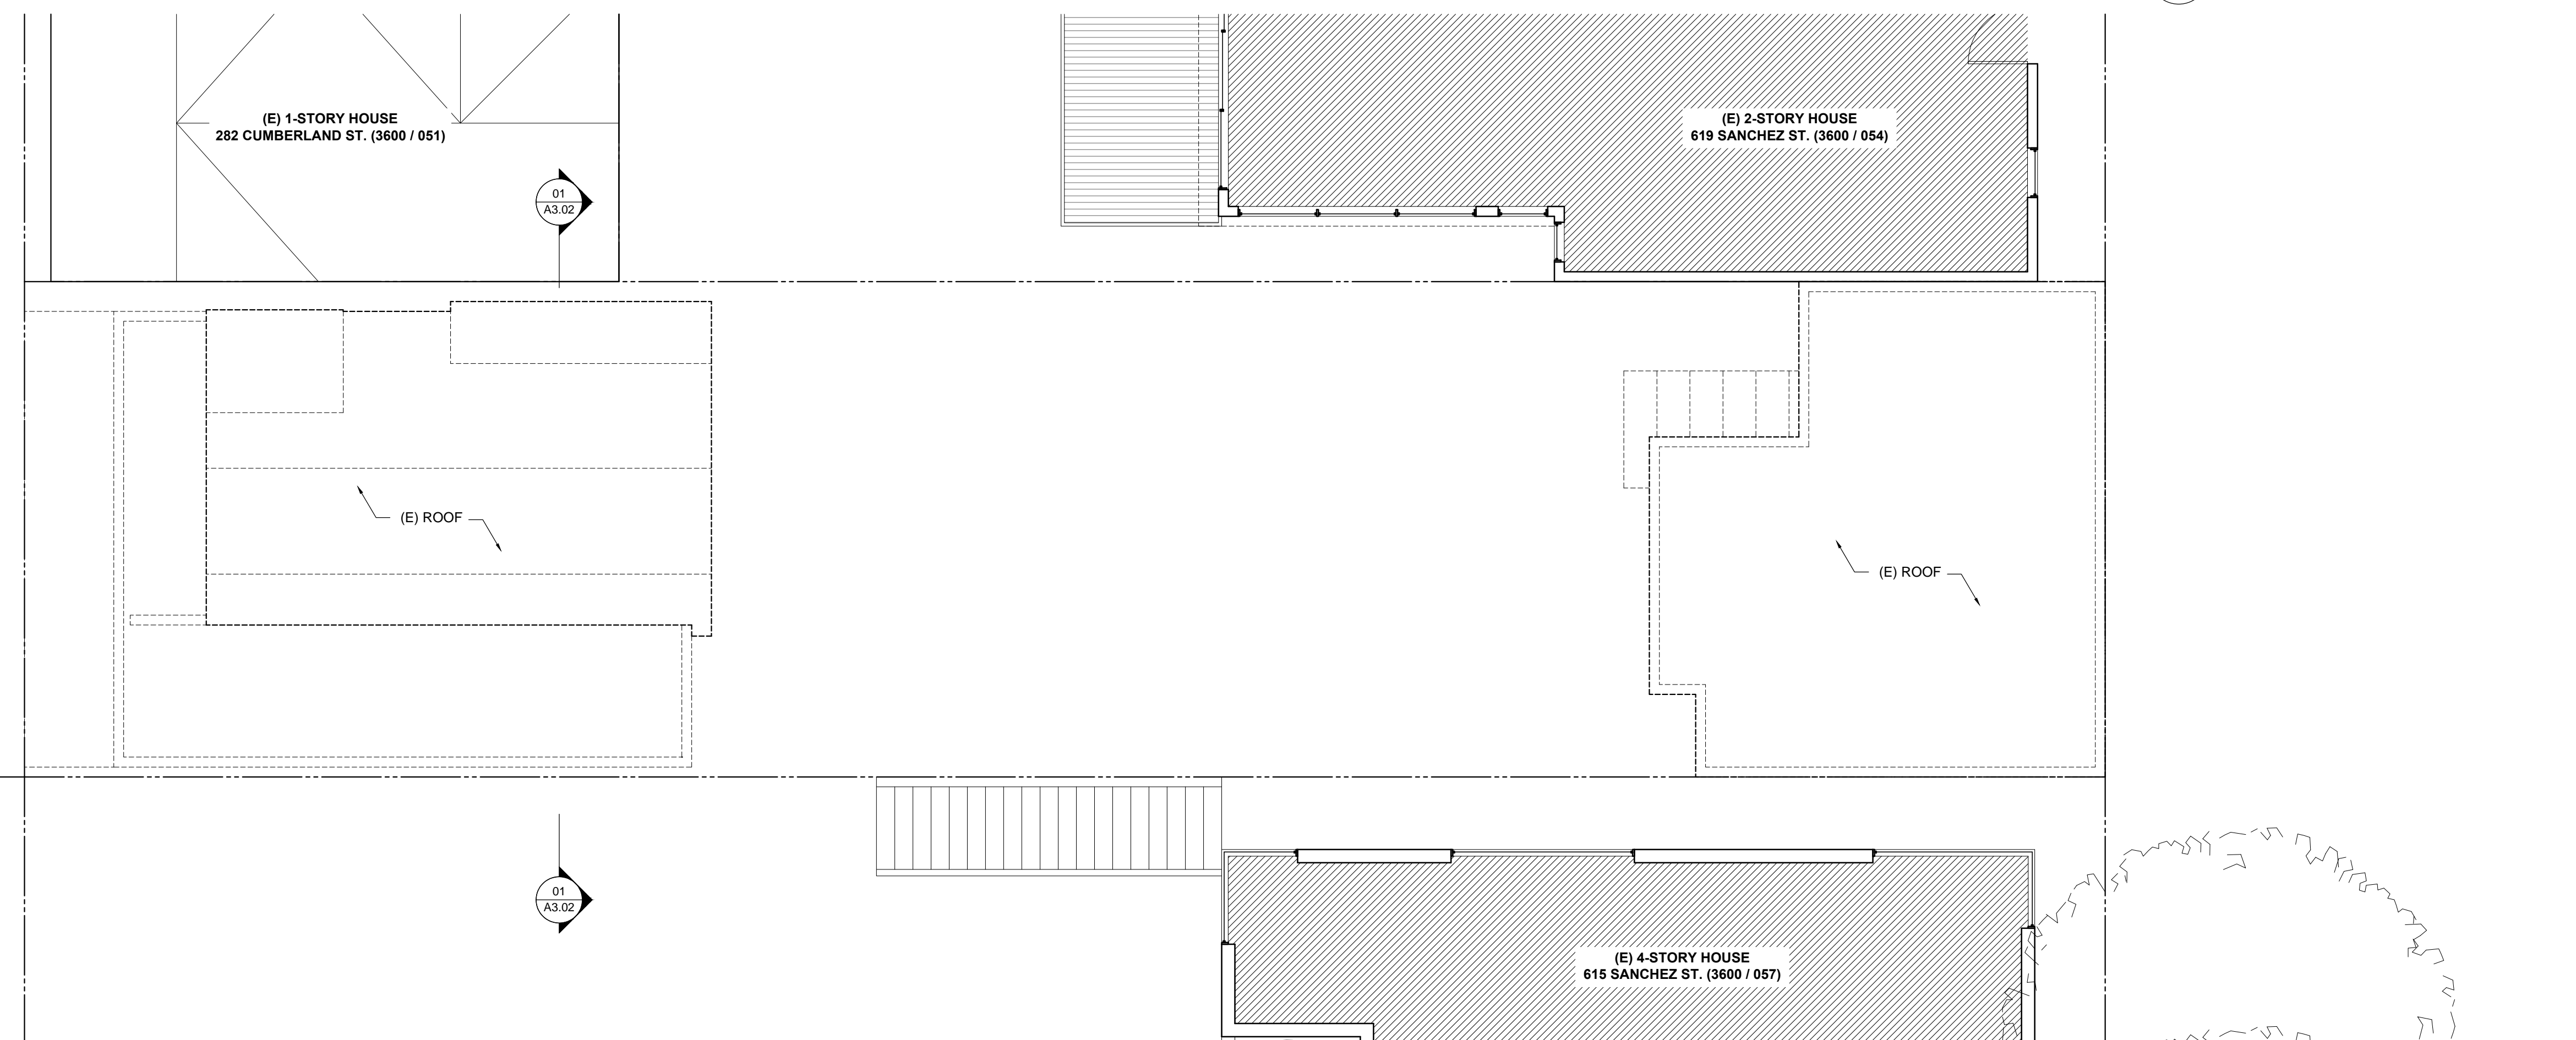 (E) 1-STORY HOUSE
282 CUMBERLAND ST. (3600 / 051)
(E) 2-STORY HOUSE
619 SANCHEZ ST. (3600 / 054)
01
A3.02
(E) ROOF
(E) ROOF
01
A3.02
(E) 4-STORY HOUSE
615 SANCHEZ ST. (3600 / 057)